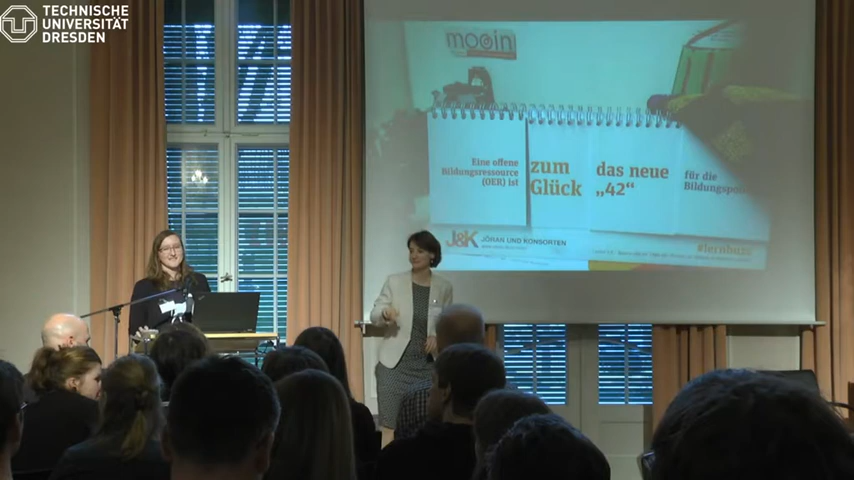 TECHNISCHE
UNIVERSITÄT
DRESDEN
mooin
Eine offene
Bildungsressource
(OER) ist
zum
Glück
das neue
„42“
für die
J&K JÖRAN UND KONSORTEN